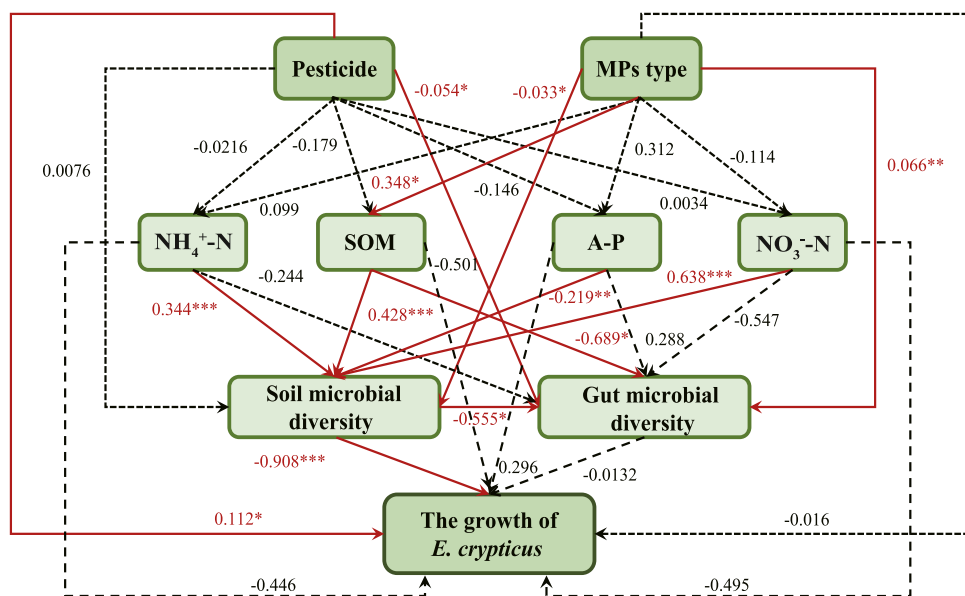 Pesticide
MPs type
-0.054*
-0.033*
-0.0216
-0.179
0.312
-0.114
0.0076
0.066**
0.348*
-0.146
0.099
0.0034
NH₄⁺-N
SOM
A-P
NO₃⁻-N
-0.501
-0.244
0.638***
0.344***
0.428***
-0.219**
-0.547
-0.689*
0.288
Soil microbial
diversity
Gut microbial
diversity
-0.555*
-0.908***
0.296
-0.0132
The growth of
E. crypticus
0.112*
-0.016
-0.446
-0.495